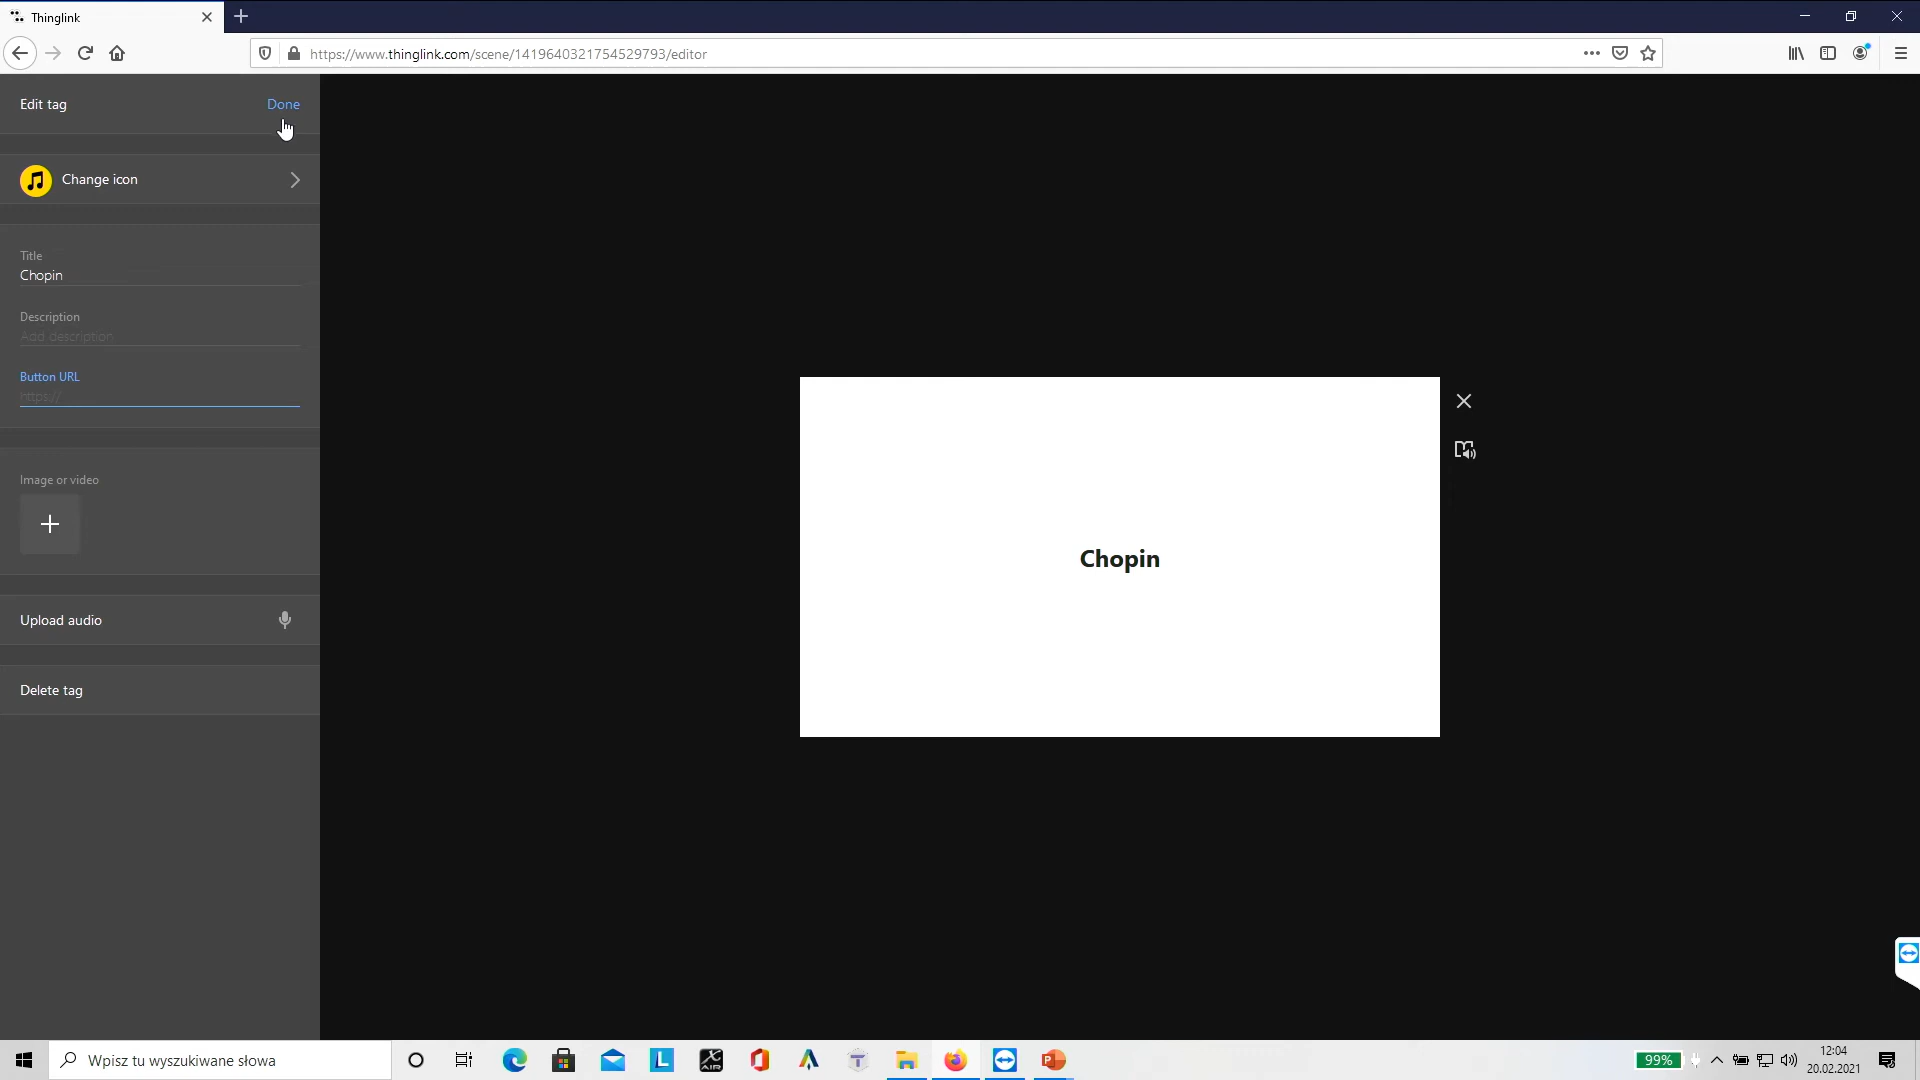 Thinglink
https://www.thinglink.com/scene/1419640321754529793/editor
Edit tag
Done
Change icon
Title
Chopin
Description
Add description
Button URL
https://
Image or video
Upload audio
Delete tag
Chopin
Wpisz tu wyszukiwane słowa
L
AIR
T
P
99%
12:04
20.02.2021